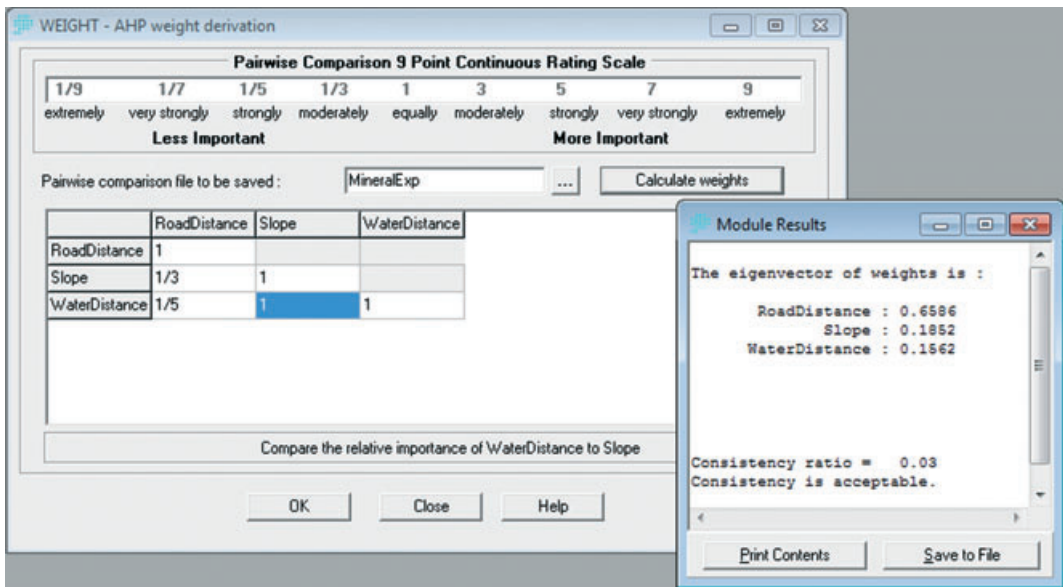 WEIGHT - AHP weight derivation
Pairwise Comparison 9 Point Continuous Rating Scale
1/9 1/7 1/5 1/3 1 3 5 7 9
extremely very strongly strongly moderately equally moderately strongly very strongly extremely
Less Important More Important
Pairwise comparison file to be saved : MineralExp ... Calculate weights
RoadDistance Slope WaterDistance
RoadDistance 1
Slope 1/3 1
WaterDistance 1/5 1 1
Compare the relative importance of WaterDistance to Slope
OK Close Help
Module Results
The eigenvector of weights is :
RoadDistance : 0.6586
Slope : 0.1852
WaterDistance : 0.1562
Consistency ratio = 0.03
Consistency is acceptable.
Print Contents Save to File